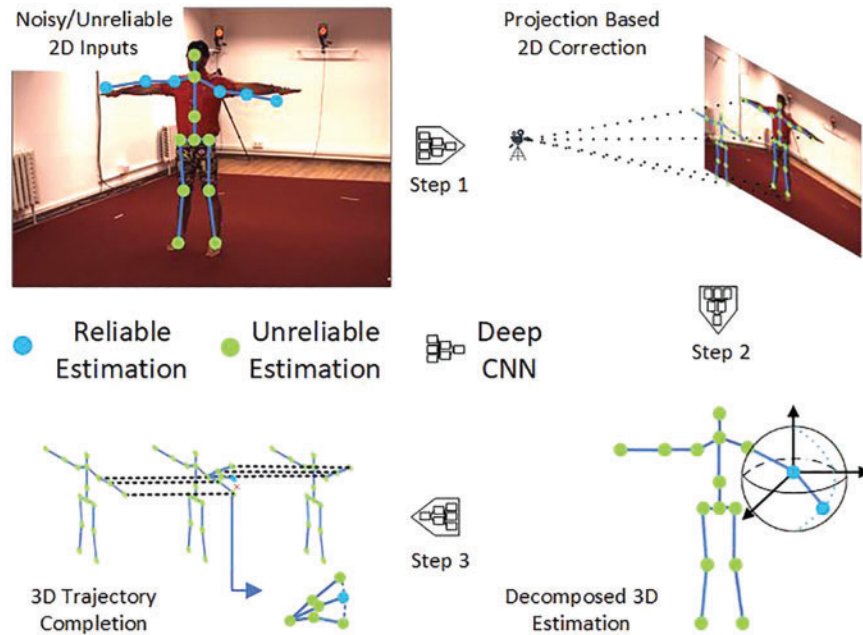 Noisy/Unreliable
2D Inputs
Projection Based
2D Correction
Step 1
Reliable
Estimation
Unreliable
Estimation
Deep
CNN
Step 2
Step 3
3D Trajectory
Completion
Decomposed 3D
Estimation